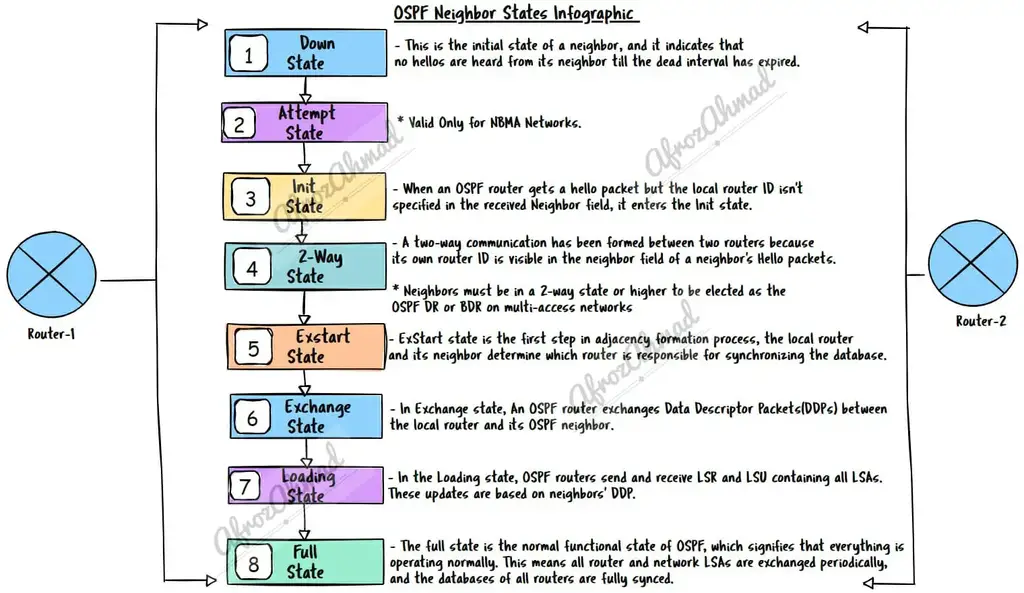 OSPF Neighbor States Infographic
1 Down State
- This is the initial state of a neighbor, and it indicates that
no hellos are heard from its neighbor till the dead interval has expired.
2 Attempt State
* Valid Only for NBMA Networks.
3 Init State
- When an OSPF router gets a hello packet but the local router ID isn't
specified in the received Neighbor field, it enters the Init state.
4 2-Way State
- A two-way communication has been formed between two routers because
its own router ID is visible in the neighbor field of a neighbor's Hello packets.
* Neighbors must be in a 2-way state or higher to be elected as the
OSPF DR or BDR on multi-access networks
5 Exstart State
- ExStart state is the first step in adjacency formation process, the local router
and its neighbor determine which router is responsible for synchronizing the database.
6 Exchange State
- In Exchange state, An OSPF router exchanges Data Descriptor Packets(DDPs) between
the local router and its OSPF neighbor.
7 Loading State
- In the Loading state, OSPF routers send and receive LSR and LSU containing all LSAs.
These updates are based on neighbors' DDP.
8 Full State
- The full state is the normal functional state of OSPF, which signifies that everything is
operating normally. This means all router and network LSAs are exchanged periodically,
and the databases of all routers are fully synced.
Router-1
Router-2
AfrozAhmad
AfrozAhmad
AfrozAhmad
AfrozAhmad